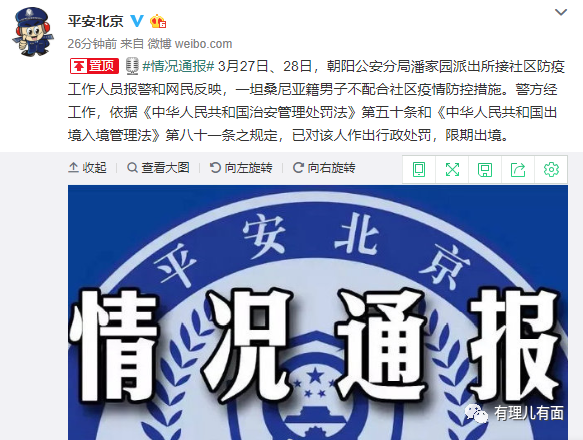 平安北京
26分钟前 来自 微博 weibo.com
置顶 #情况通报# 3月27日、28日，朝阳公安分局潘家园派出所接社区防疫
工作人员报警和网民反映，一坦桑尼亚籍男子不配合社区疫情防控措施。警方经
工作，依据《中华人民共和国治安管理处罚法》第五十条和《中华人民共和国出
境入境管理法》第八十一条之规定，已对该人作出行政处罚，限期出境。
收起 查看大图 向左旋转 向右旋转
平安北京
情况通报
有理儿有面